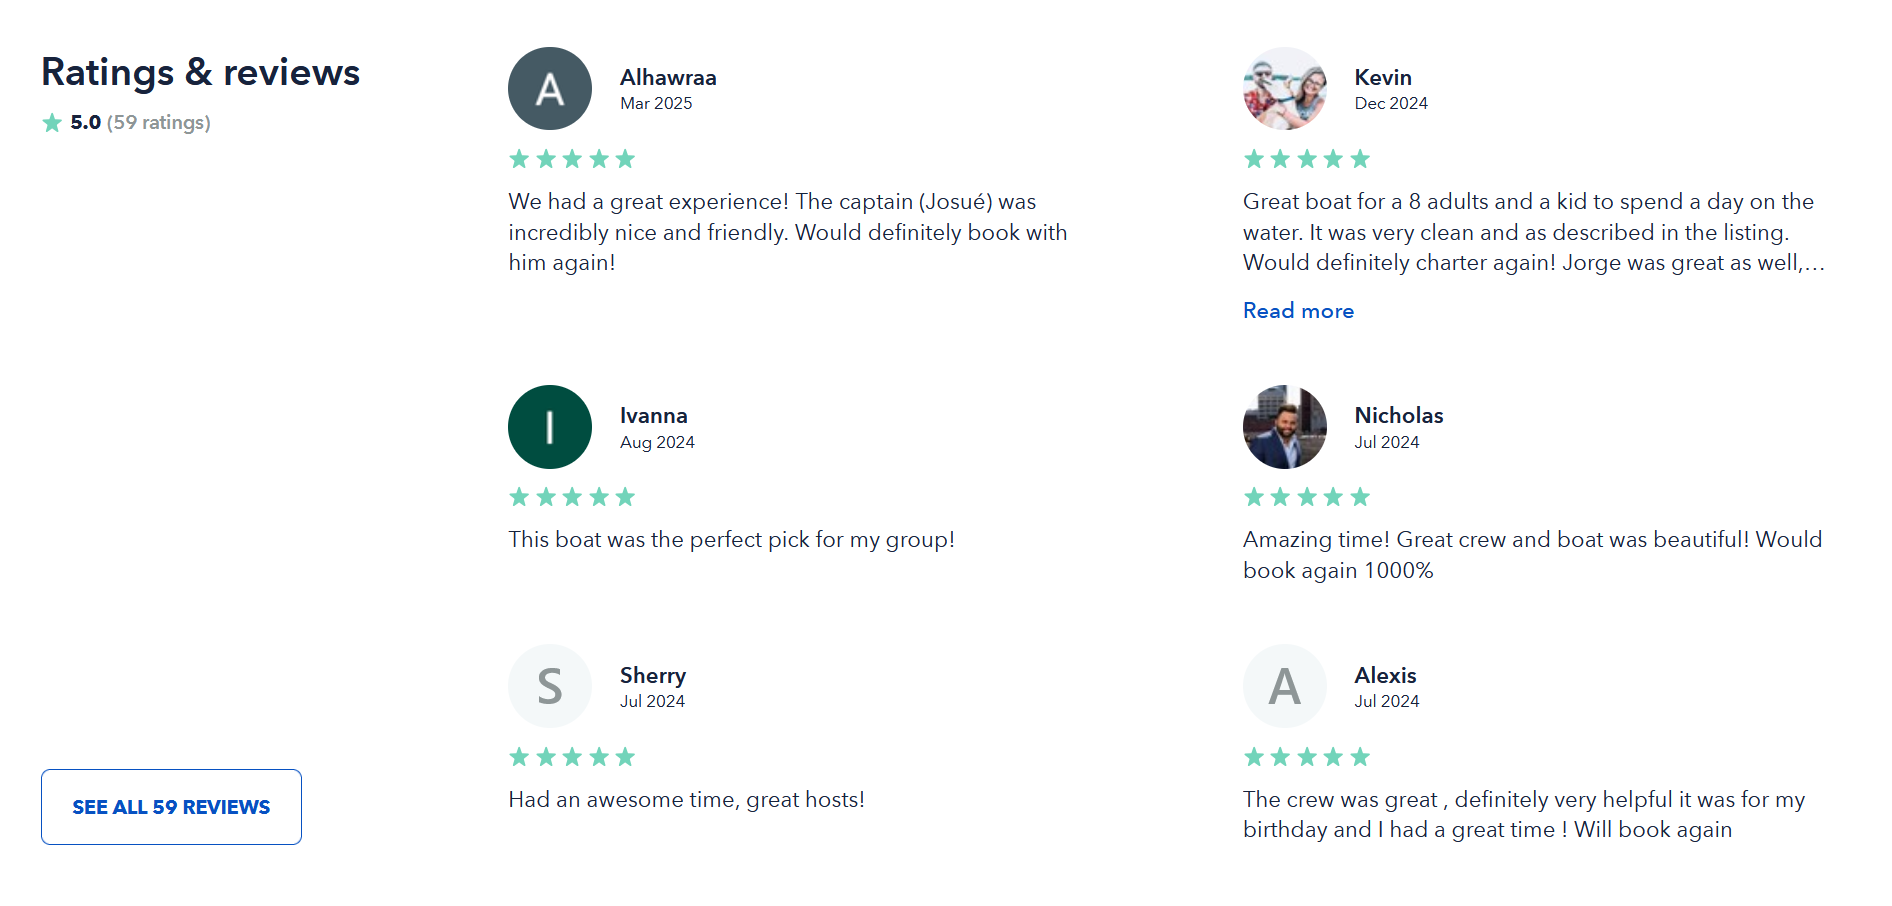 Ratings & reviews
5.0 (59 ratings)
SEE ALL 59 REVIEWS
A
Alhawraa
Mar 2025
We had a great experience! The captain (Josué) was
incredibly nice and friendly. Would definitely book with
him again!
Kevin
Dec 2024
Great boat for a 8 adults and a kid to spend a day on the
water. It was very clean and as described in the listing.
Would definitely charter again! Jorge was great as well,…
Read more
I
Ivanna
Aug 2024
This boat was the perfect pick for my group!
Nicholas
Jul 2024
Amazing time! Great crew and boat was beautiful! Would
book again 1000%
S
Sherry
Jul 2024
Had an awesome time, great hosts!
A
Alexis
Jul 2024
The crew was great , definitely very helpful it was for my
birthday and I had a great time ! Will book again